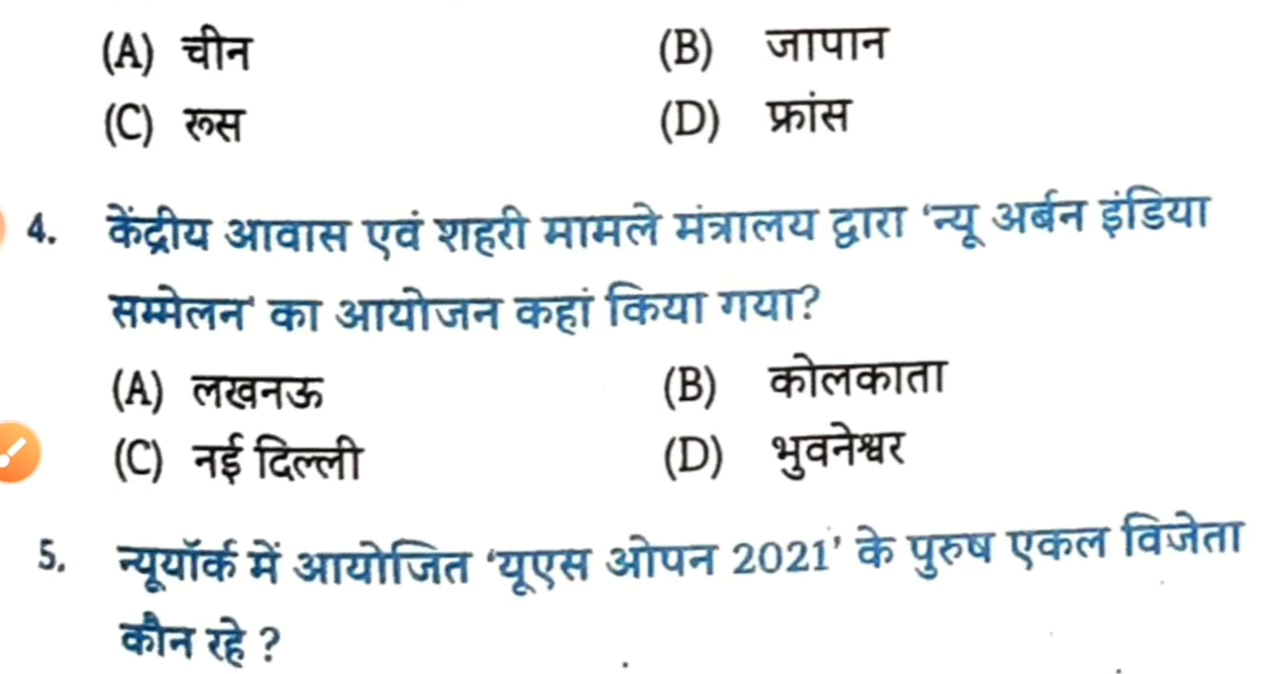 (A) चीन (B) जापान
(C) रूस (D) फ्रांस
4. केंद्रीय आवास एवं शहरी मामले मंत्रालय द्वारा ‘न्यू अर्बन इंडिया
सम्मेलन’ का आयोजन कहां किया गया?
(A) लखनऊ (B) कोलकाता
(C) नई दिल्ली (D) भुवनेश्वर
5. न्यूयॉर्क में आयोजित ‘यूएस ओपन 2021’ के पुरुष एकल विजेता
कौन रहे ?